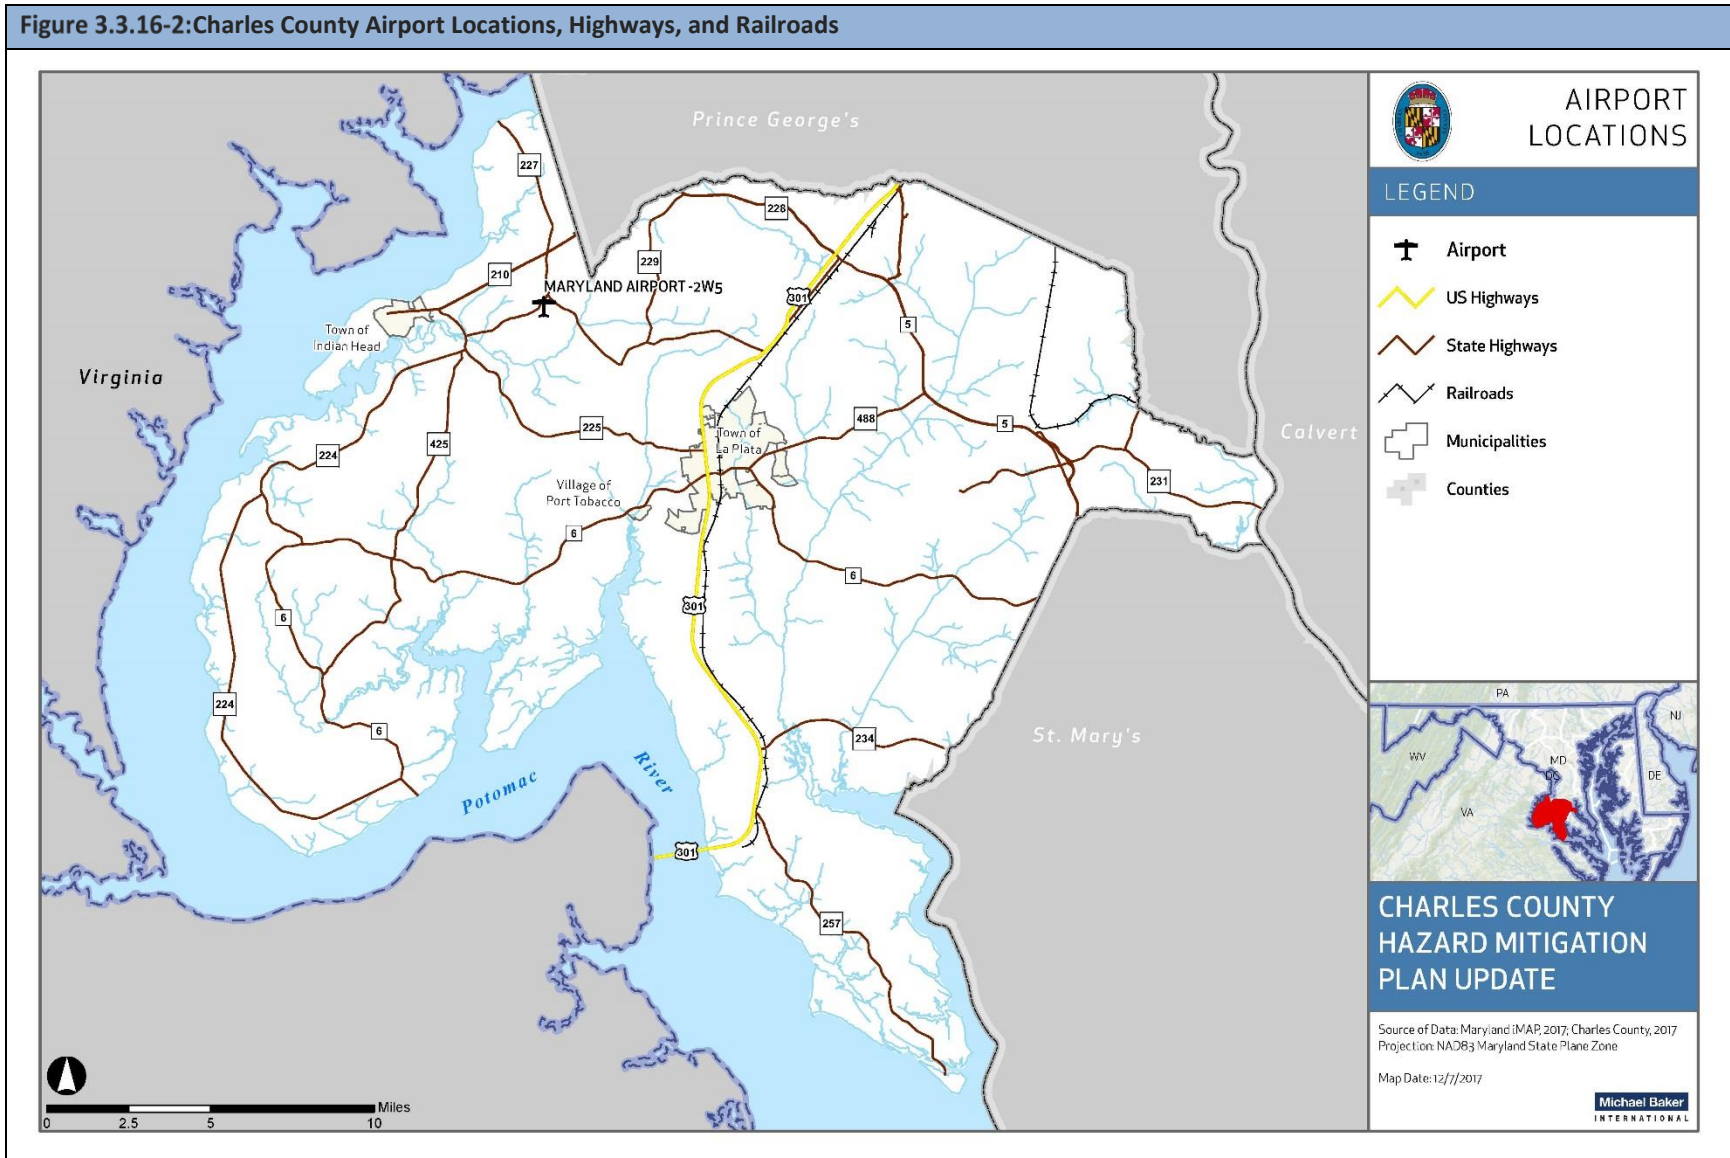 Figure 3.3.16-2:Charles County Airport Locations, Highways, and Railroads
AIRPORT
LOCATIONS
LEGEND
Airport
US Highways
State Highways
Railroads
Municipalities
Counties
Prince George's
227
228
229
210
MARYLAND AIRPORT -2W5
301
5
Town of
Indian Head
Virginia
488
5
225
425
224
Town of
La Plata
Calvert
231
Village of
Port Tobacco
6
6
301
6
224
6
234
St. Mary's
Potomac
River
301
257
PA
NJ
WV
MD
DC
DE
VA
CHARLES COUNTY
HAZARD MITIGATION
PLAN UPDATE
Source of Data: Maryland iMAP, 2017; Charles County, 2017
Projection: NAD83 Maryland State Plane Zone
Map Date: 12/7/2017
Michael Baker
INTERNATIONAL
Miles
0 2.5 5 10